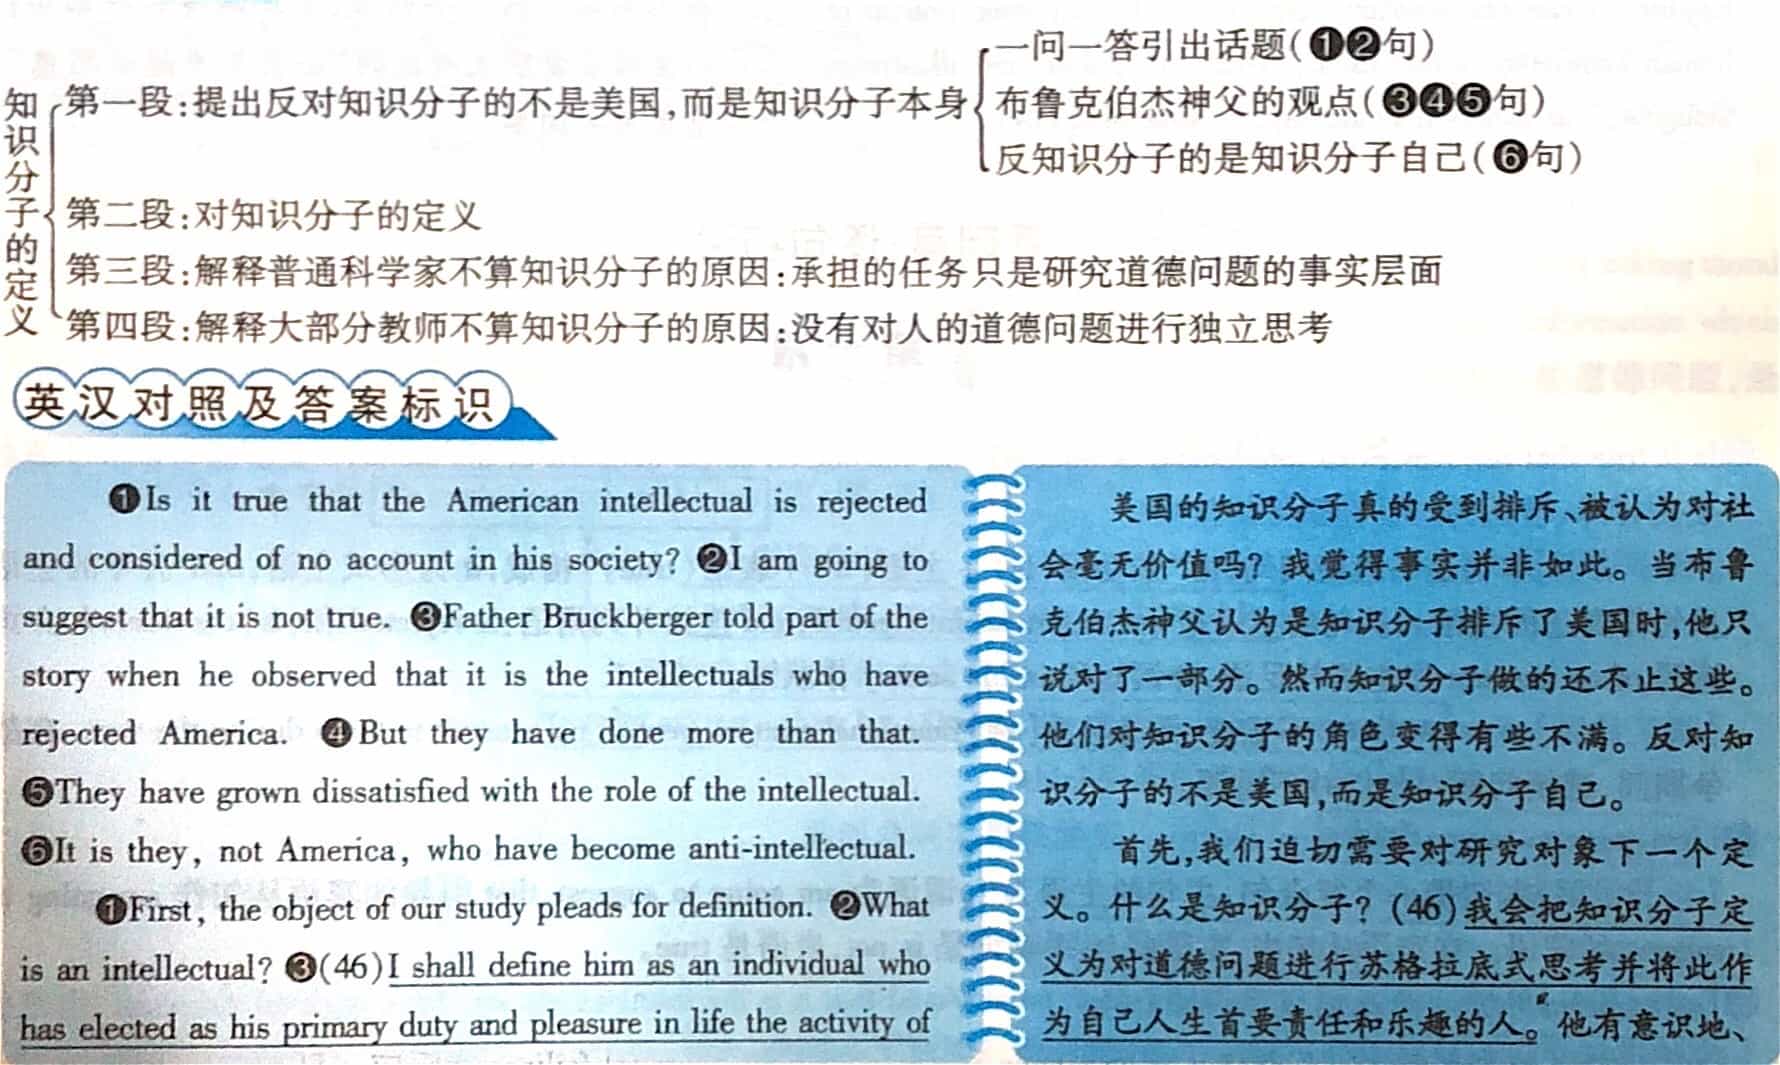 一问一答引出话题(❶❷句)
第一段:提出反对知识分子的不是美国,而是知识分子本身
布鲁克伯杰神父的观点(❸❹❺句)
反知识分子的是知识分子自己(❻句)
知识分子的定义
第二段:对知识分子的定义
第三段:解释普通科学家不算知识分子的原因:承担的任务只是研究道德问题的事实层面
第四段:解释大部分教师不算知识分子的原因:没有对人的道德问题进行独立思考
英汉对照及答案标识
❶Is it true that the American intellectual is rejected
and considered of no account in his society? ❷I am going to
suggest that it is not true. ❸Father Bruckberger told part of the
story when he observed that it is the intellectuals who have
rejected America. ❹But they have done more than that.
❺They have grown dissatisfied with the role of the intellectual.
❻It is they, not America, who have become anti-intellectual.
❶First, the object of our study pleads for definition. ❷What
is an intellectual? ❸(46)I shall define him as an individual who
has elected as his primary duty and pleasure in life the activity of
美国的知识分子真的受到排斥、被认为对社
会毫无价值吗? 我觉得事实并非如此。当布鲁
克伯杰神父认为是知识分子排斥了美国时,他只
说对了一部分。然而知识分子做的还不止这些。
他们对知识分子的角色变得有些不满。反对知
识分子的不是美国,而是知识分子自己。
首先,我们迫切需要对研究对象下一个定
义。什么是知识分子? (46)我会把知识分子定
义为对道德问题进行苏格拉底式思考并将此作
为自己人生首要责任和乐趣的人。他有意识地、